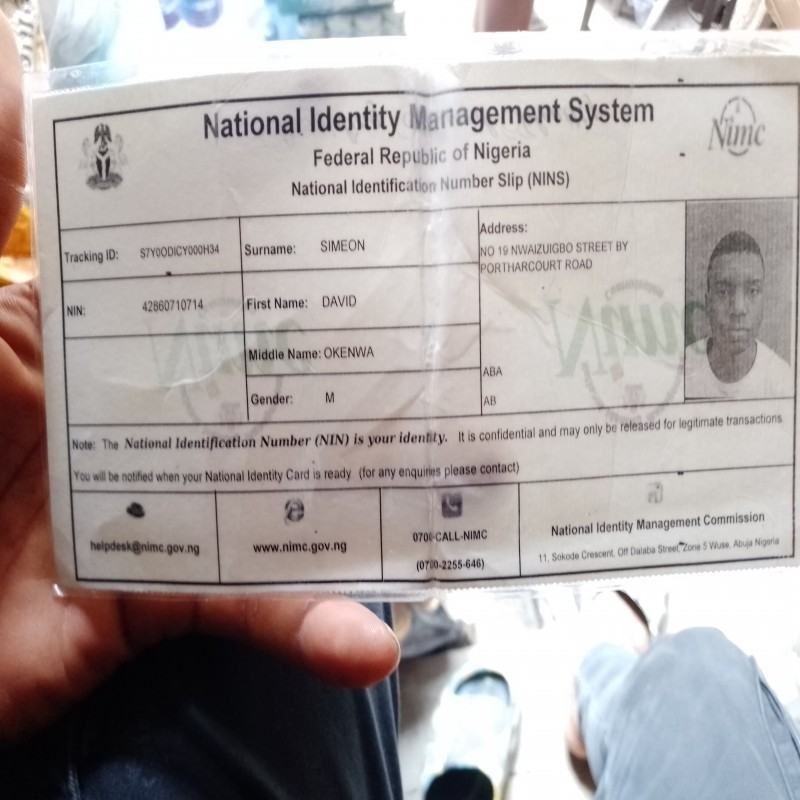 National Identity Management System
Federal Republic of Nigeria
National Identification Number Slip (NINS)
Nimc
Tracking ID: S7Y0ODICY000H34
Surname: SIMEON
Address:
NO 19 NWAIZUIGBO STREET BY
PORTHARCOURT ROAD
NIN: 42860710714
First Name: DAVID
Middle Name: OKENWA
ABA
Gender: M
AB
Note: The National Identification Number (NIN) is your identity. It is confidential and may only be released for legitimate transactions
You will be notified when your National Identity Card is ready (for any enquiries please contact)
helpdesk@nimc.gov.ng
www.nimc.gov.ng
0700-CALL-NIMC
(0700-2255-646)
National Identity Management Commission
11, Sokode Crescent, Off Dalaba Street, Zone 5 Wuse, Abuja Nigeria